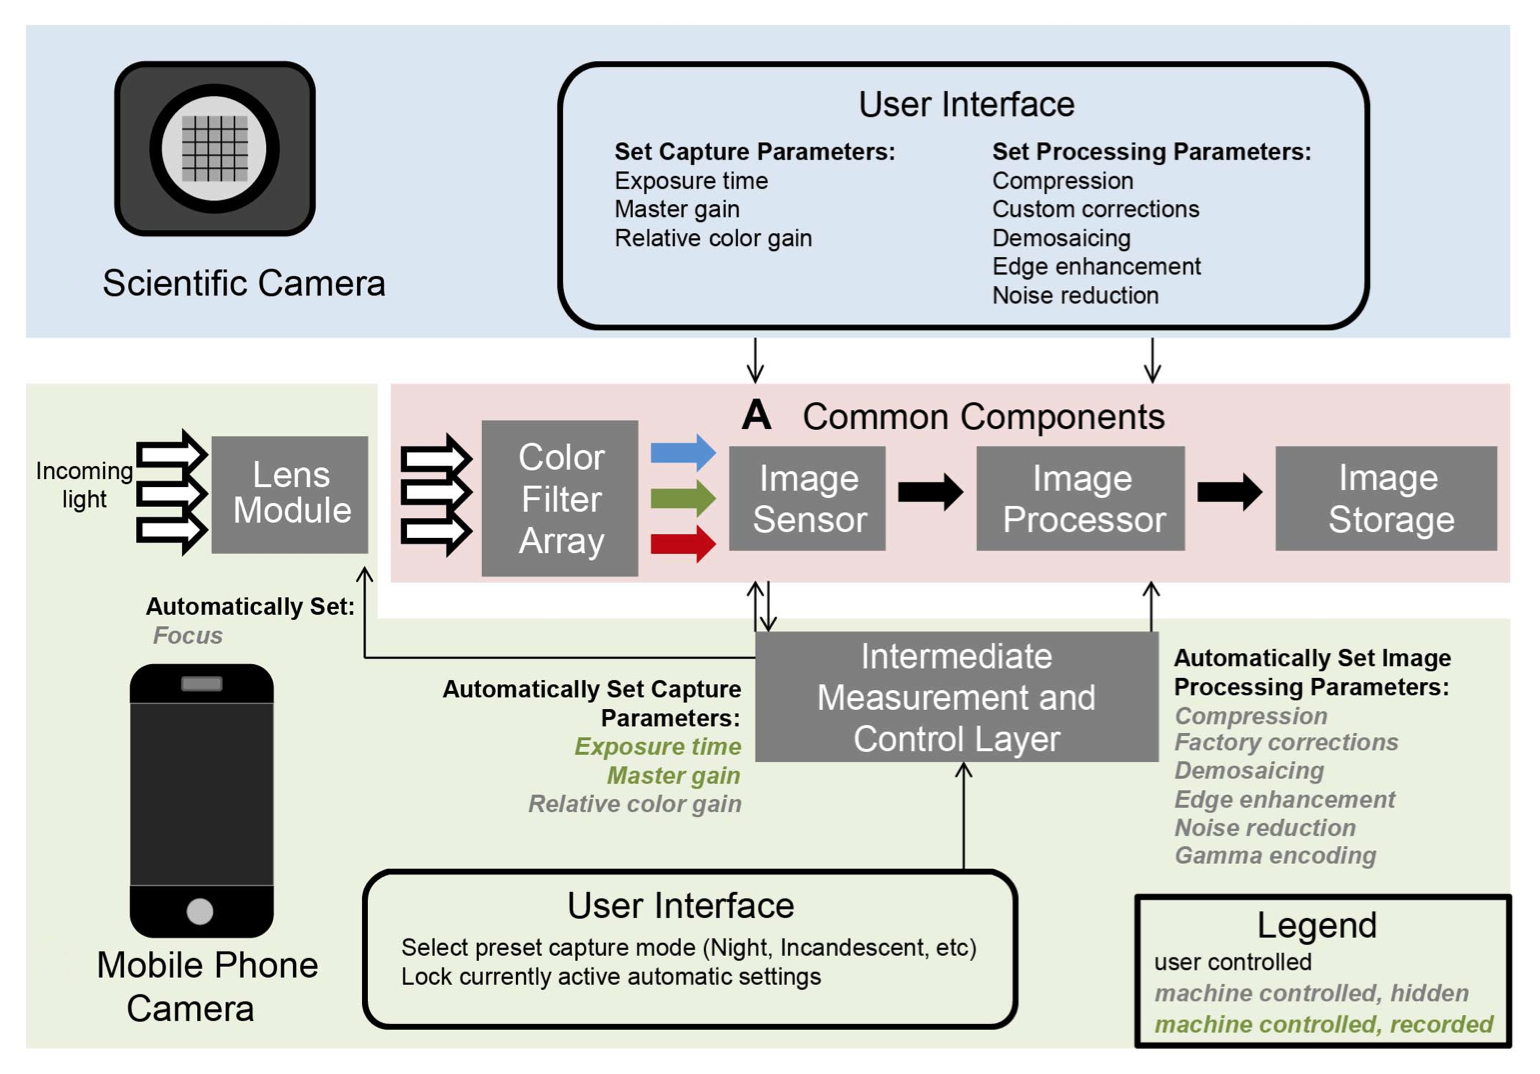 User Interface
Set Capture Parameters:
Exposure time
Master gain
Relative color gain
Set Processing Parameters:
Compression
Custom corrections
Demosaicing
Edge enhancement
Noise reduction
Scientific Camera
A Common Components
Incoming
light
Lens
Module
Color
Filter
Array
Image
Sensor
Image
Processor
Image
Storage
Automatically Set:
Focus
Automatically Set Capture
Parameters:
Exposure time
Master gain
Relative color gain
Intermediate
Measurement and
Control Layer
Automatically Set Image
Processing Parameters:
Compression
Factory corrections
Demosaicing
Edge enhancement
Noise reduction
Gamma encoding
Mobile Phone
Camera
User Interface
Select preset capture mode (Night, Incandescent, etc)
Lock currently active automatic settings
Legend
user controlled
machine controlled, hidden
machine controlled, recorded